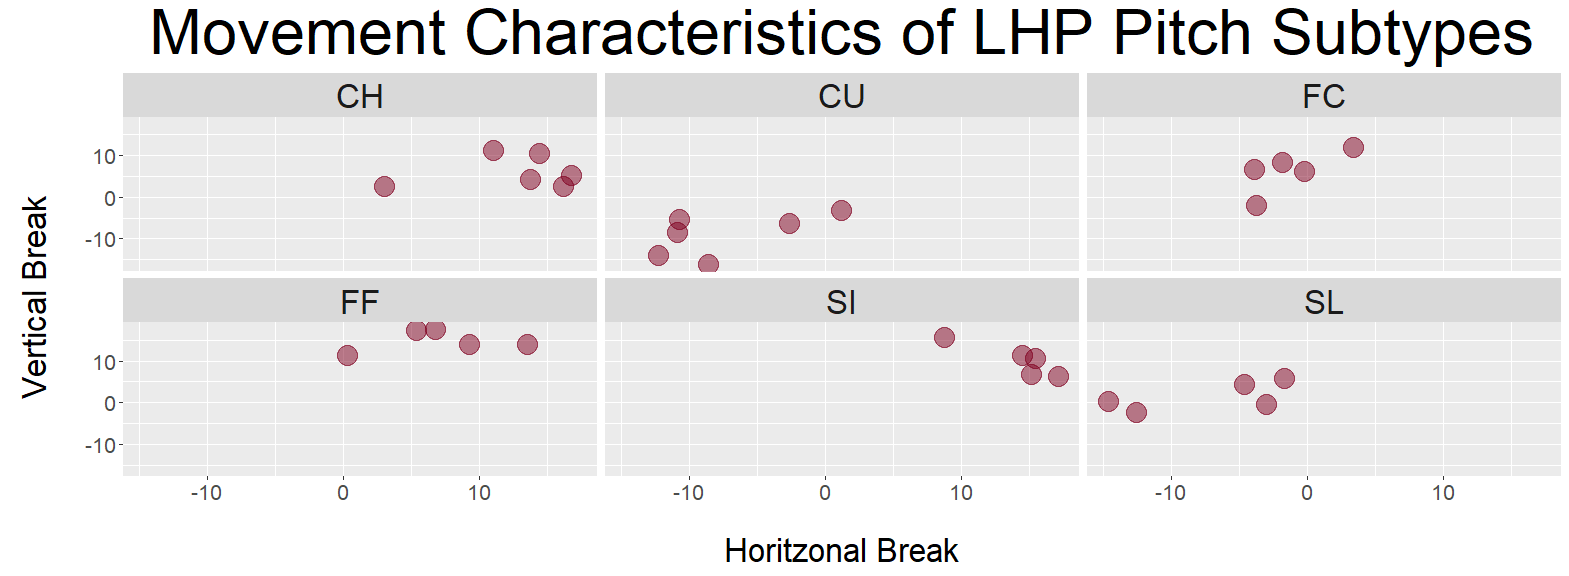 Movement Characteristics of LHP Pitch Subtypes
CH CU FC
10
0
-10
FF SI SL
10
0
-10
-10 0 10 -10 0 10 -10 0 10
Vertical Break
Horitzonal Break